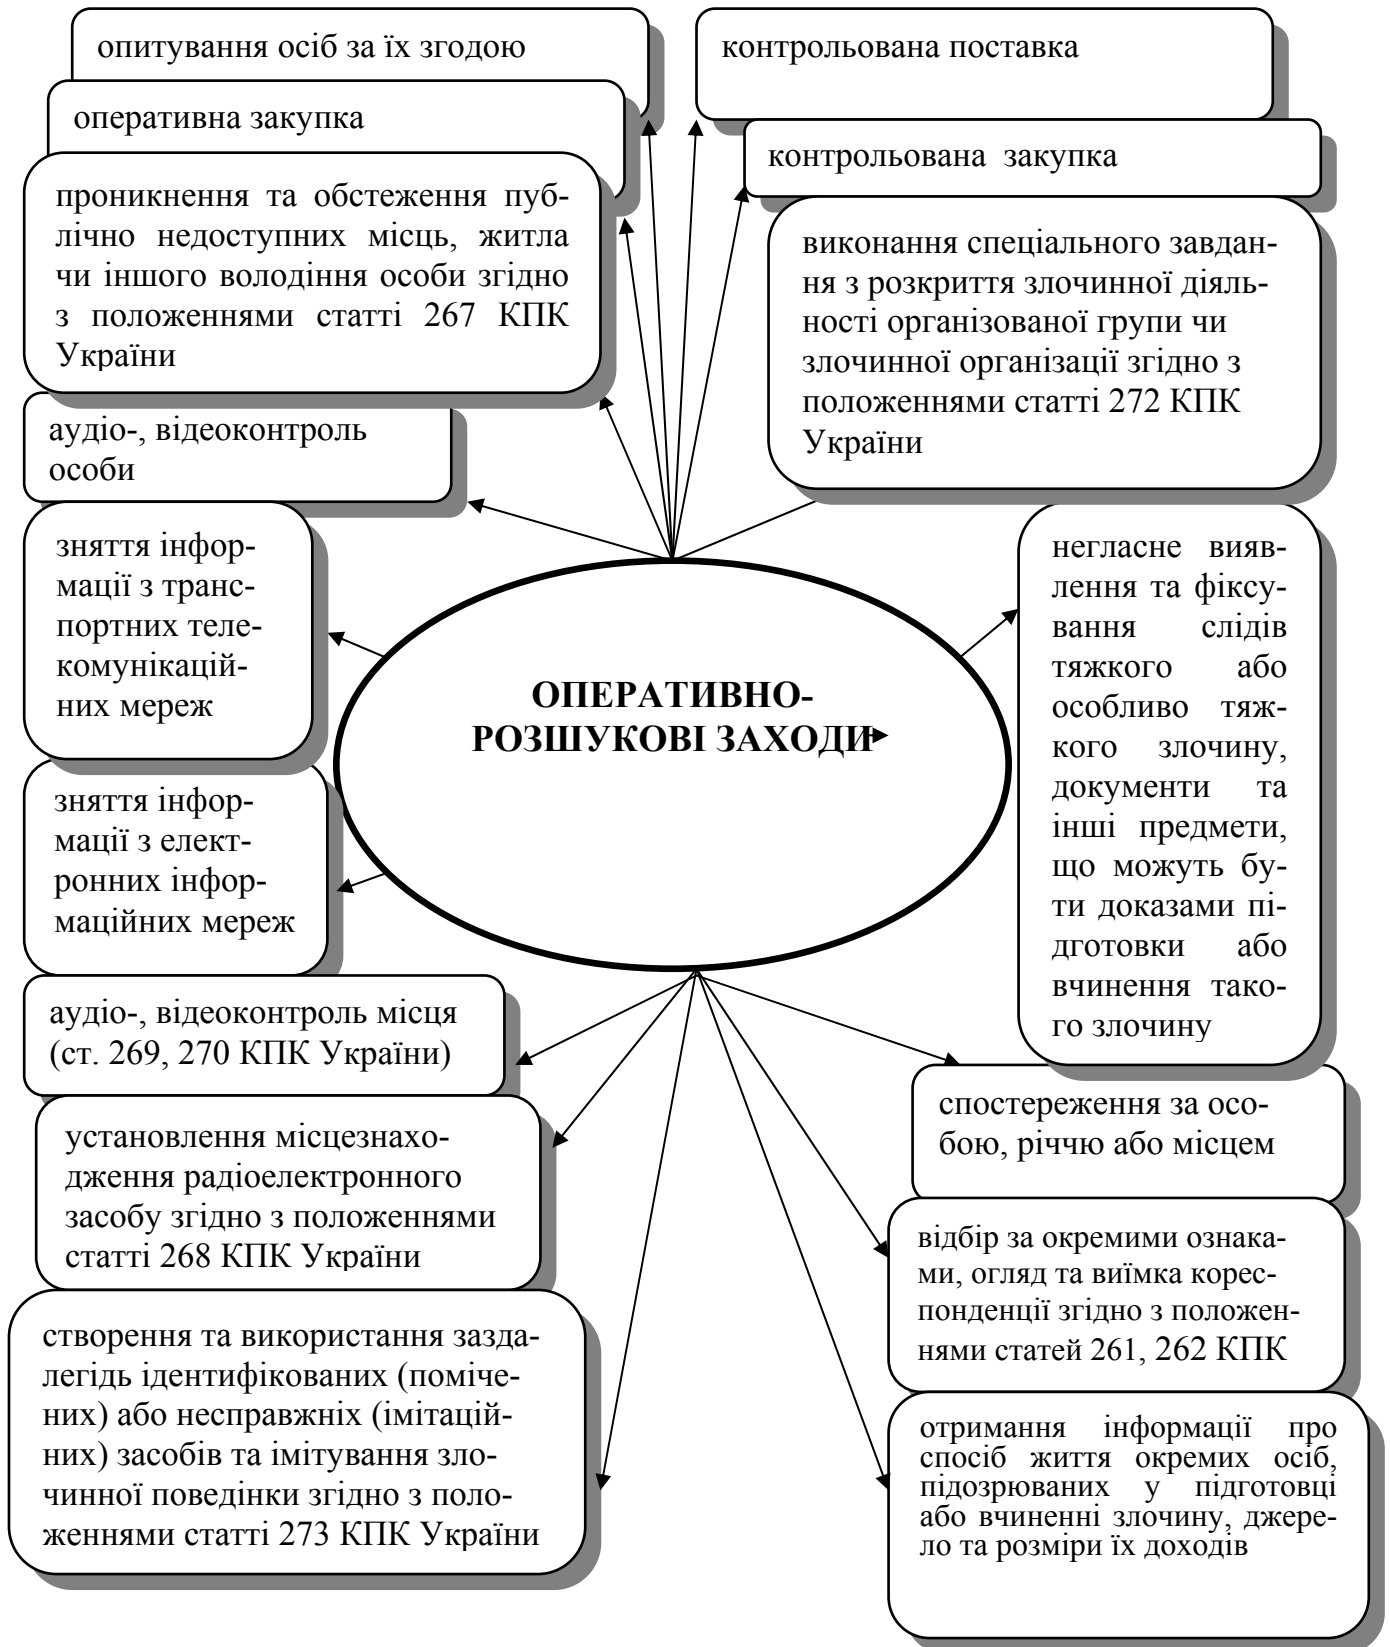 опитування осіб за їх згодою
оперативна закупка
проникнення та обстеження пуб-
лічно недоступних місць, житла
чи іншого володіння особи згідно
з положеннями статті 267 КПК
України
аудіо-, відеоконтроль
особи
зняття інфор-
мації з транс-
портних теле-
комунікацій-
них мереж
зняття інфор-
мації з елект-
ронних інфор-
маційних мереж
аудіо-, відеоконтроль місця
(ст. 269, 270 КПК України)
установлення місцезнахо-
дження радіоелектронного
засобу згідно з положеннями
статті 268 КПК України
створення та використання зазда-
легідь ідентифікованих (поміче-
них) або несправжніх (імітацій-
них) засобів та імітування зло-
чинної поведінки згідно з поло-
женнями статті 273 КПК України
ОПЕРАТИВНО-
РОЗШУКОВІ ЗАХОДИ
контрольована поставка
контрольована закупка
виконання спеціального завдан-
ня з розкриття злочинної діяль-
ності організованої групи чи
злочинної організації згідно з
положеннями статті 272 КПК
України
негласне вияв-
лення та фіксу-
вання слідів
тяжкого або
особливо тяж-
кого злочину,
документи та
інші предмети,
що можуть бу-
ти доказами пі-
дготовки або
вчинення тако-
го злочину
спостереження за осо-
бою, річчю або місцем
відбір за окремими ознака-
ми, огляд та виїмка корес-
понденції згідно з положен-
нями статей 261, 262 КПК
отримання інформації про
спосіб життя окремих осіб,
підозрюваних у підготовці
або вчиненні злочину, джере-
ло та розміри їх доходів